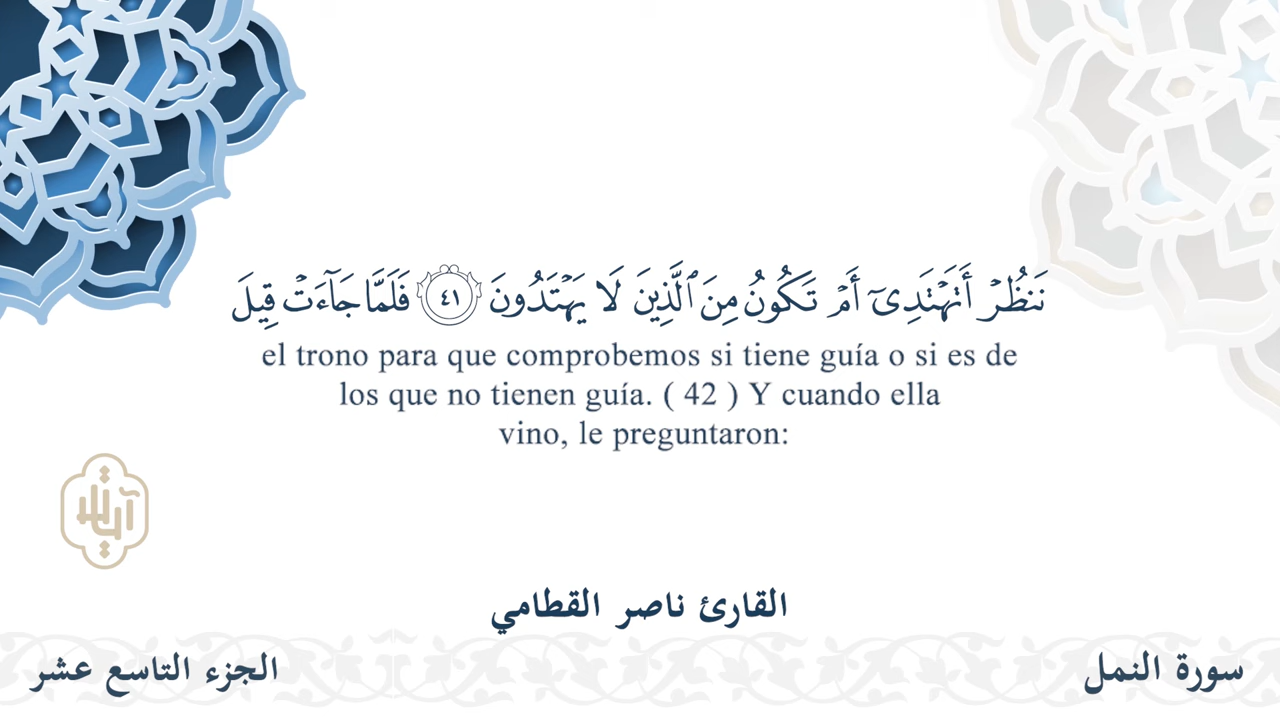 نَنظُرْ أَتَهْتَدِىٓ أَمْ تَكُونُ مِنَ ٱلَّذِينَ لَا يَهْتَدُونَ ٤١ فَلَمَّا جَآءَتْ قِيلَ
el trono para que comprobemos si tiene guía o si es de
los que no tienen guía. ( 42 ) Y cuando ella
vino, le preguntaron:
آيات
القارئ ناصر القطامي
سورة النمل
الجزء التاسع عشر